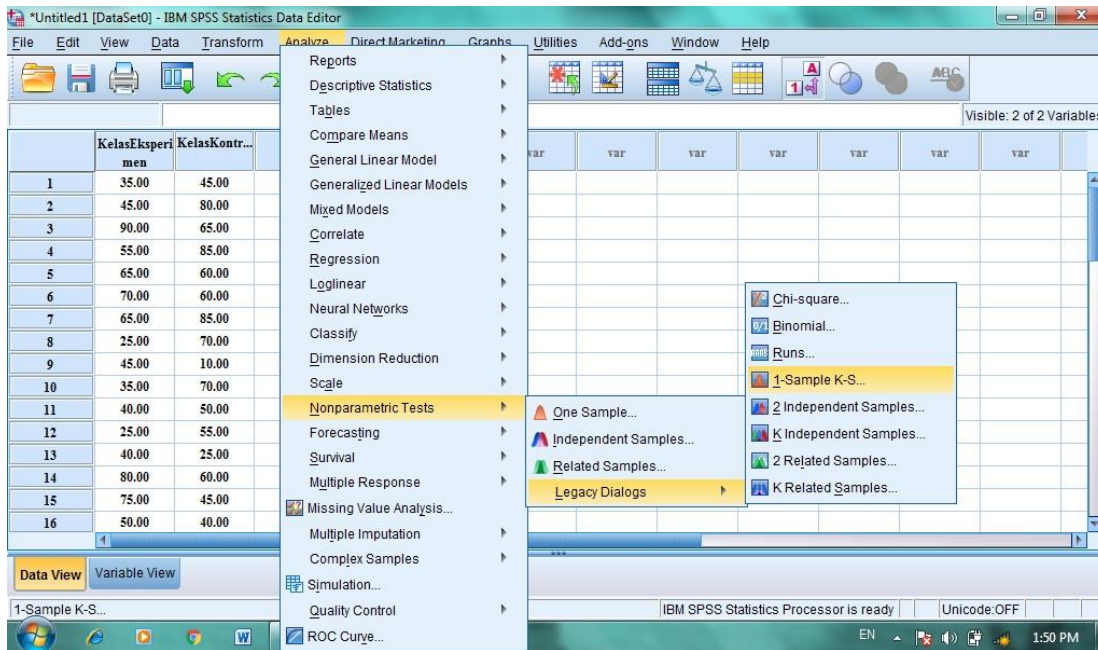 *Untitled1 [DataSet0] - IBM SPSS Statistics Data Editor
File Edit View Data Transform Analyze Direct Marketing Graphs Utilities Add-ons Window Help
Visible: 2 of 2 Variables
KelasEksperimen KelasKontr... var var var var var var var
1 35.00 45.00
2 45.00 80.00
3 90.00 65.00
4 55.00 85.00
5 65.00 60.00
6 70.00 60.00
7 65.00 85.00
8 25.00 70.00
9 45.00 10.00
10 35.00 70.00
11 40.00 50.00
12 25.00 55.00
13 40.00 25.00
14 80.00 60.00
15 75.00 45.00
16 50.00 40.00
Reports
Descriptive Statistics
Tables
Compare Means
General Linear Model
Generalized Linear Models
Mixed Models
Correlate
Regression
Loglinear
Neural Networks
Classify
Dimension Reduction
Scale
Nonparametric Tests
Forecasting
Survival
Multiple Response
Missing Value Analysis...
Multiple Imputation
Complex Samples
Simulation...
Quality Control
ROC Curve...
One Sample...
Independent Samples...
Related Samples...
Legacy Dialogs
Chi-square...
Binomial...
Runs...
1-Sample K-S...
2 Independent Samples...
K Independent Samples...
2 Related Samples...
K Related Samples...
Data View Variable View
1-Sample K-S... IBM SPSS Statistics Processor is ready Unicode:OFF
EN 1:50 PM